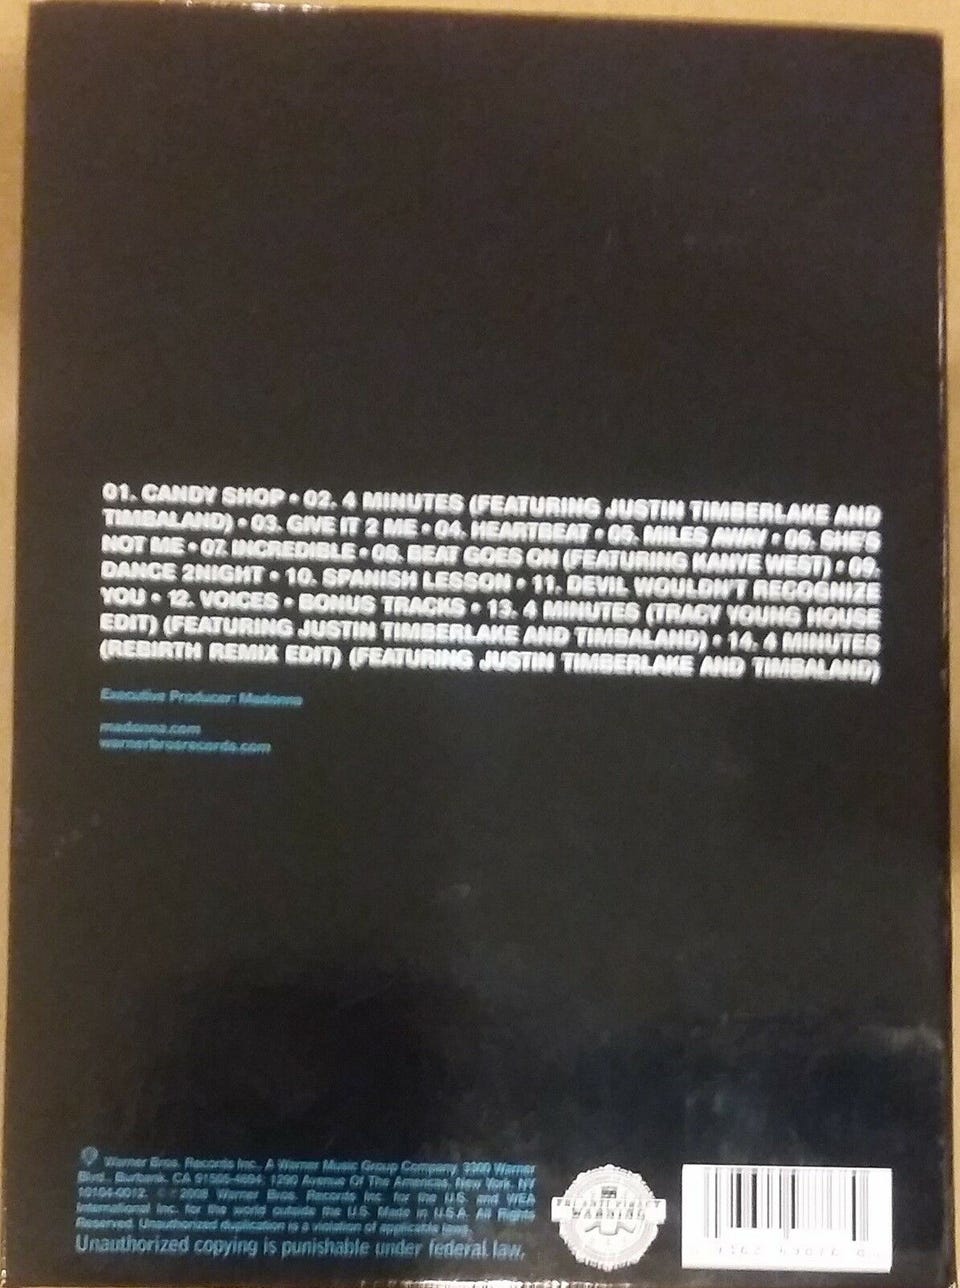 01. CANDY SHOP • 02. 4 MINUTES (FEATURING JUSTIN TIMBERLAKE AND
TIMBALAND) • 03. GIVE IT 2 ME • 04. HEARTBEAT • 05. MILES AWAY • 06. SHE'S
NOT ME • 07. INCREDIBLE • 08. BEAT GOES ON (FEATURING KANYE WEST) • 09.
DANCE 2NIGHT • 10. SPANISH LESSON • 11. DEVIL WOULDN'T RECOGNIZE
YOU • 12. VOICES • BONUS TRACKS • 13. 4 MINUTES (TRACY YOUNG HOUSE
EDIT) (FEATURING JUSTIN TIMBERLAKE AND TIMBALAND) • 14. 4 MINUTES
(REBIRTH REMIX EDIT) (FEATURING JUSTIN TIMBERLAKE AND TIMBALAND)
Executive Producer: Madonna
madonna.com
warnerbrosrecords.com
Warner Bros. Records Inc., A Warner Music Group Company, 3300 Warner
Blvd., Burbank, CA 91505-4694, 1290 Avenue Of The Americas, New York, NY
10104-0012. 2008 Warner Bros. Records Inc. for the U.S. and WEA
International Inc. for the world outside the U.S. Made in U.S.A. All Rights
Reserved. Unauthorized duplication is a violation of applicable laws.
Unauthorized copying is punishable under federal law.
FBI ANTI-PIRACY
WARNING